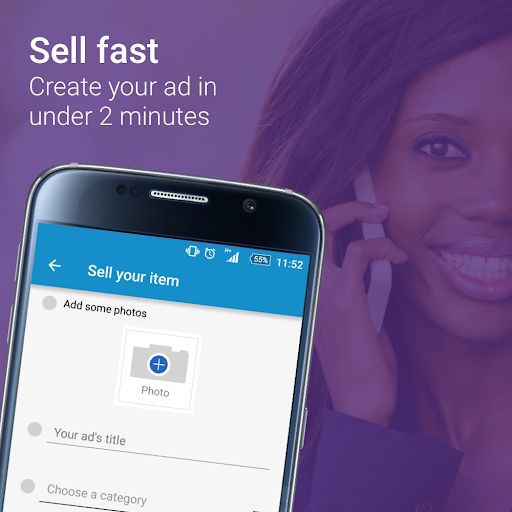 Sell fast
Create your ad in
under 2 minutes
H+ 55% 11:52
Sell your item
Add some photos
Photo
Your ad's title
Choose a category